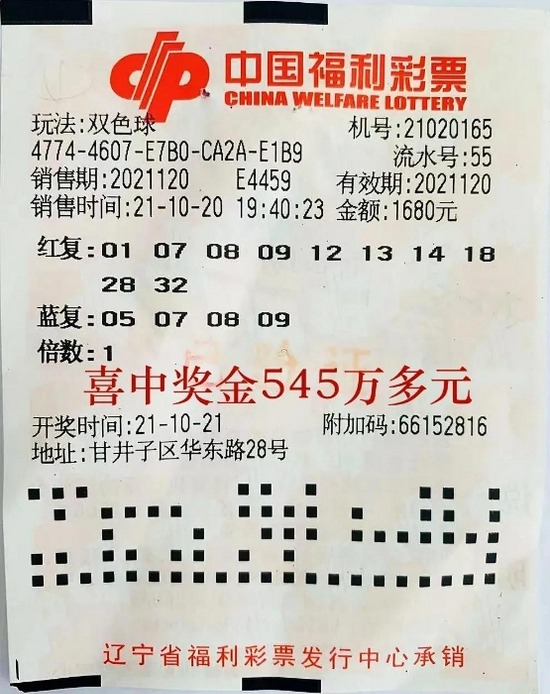 中国福利彩票
CHINA WELFARE LOTTERY
玩法:双色球 机号:21020165
4774-4607-E7B0-CA2A-E1B9 流水号:55
销售期:2021120 E4459 有效期:2021120
销售时间:21-10-20 19:40:23 金额:1680元
红复:01 07 08 09 12 13 14 18
28 32
蓝复:05 07 08 09
倍数:1
喜中奖金545万多元
开奖时间:21-10-21 附加码:66152816
地址:甘井子区华东路28号
辽宁省福利彩票发行中心承销